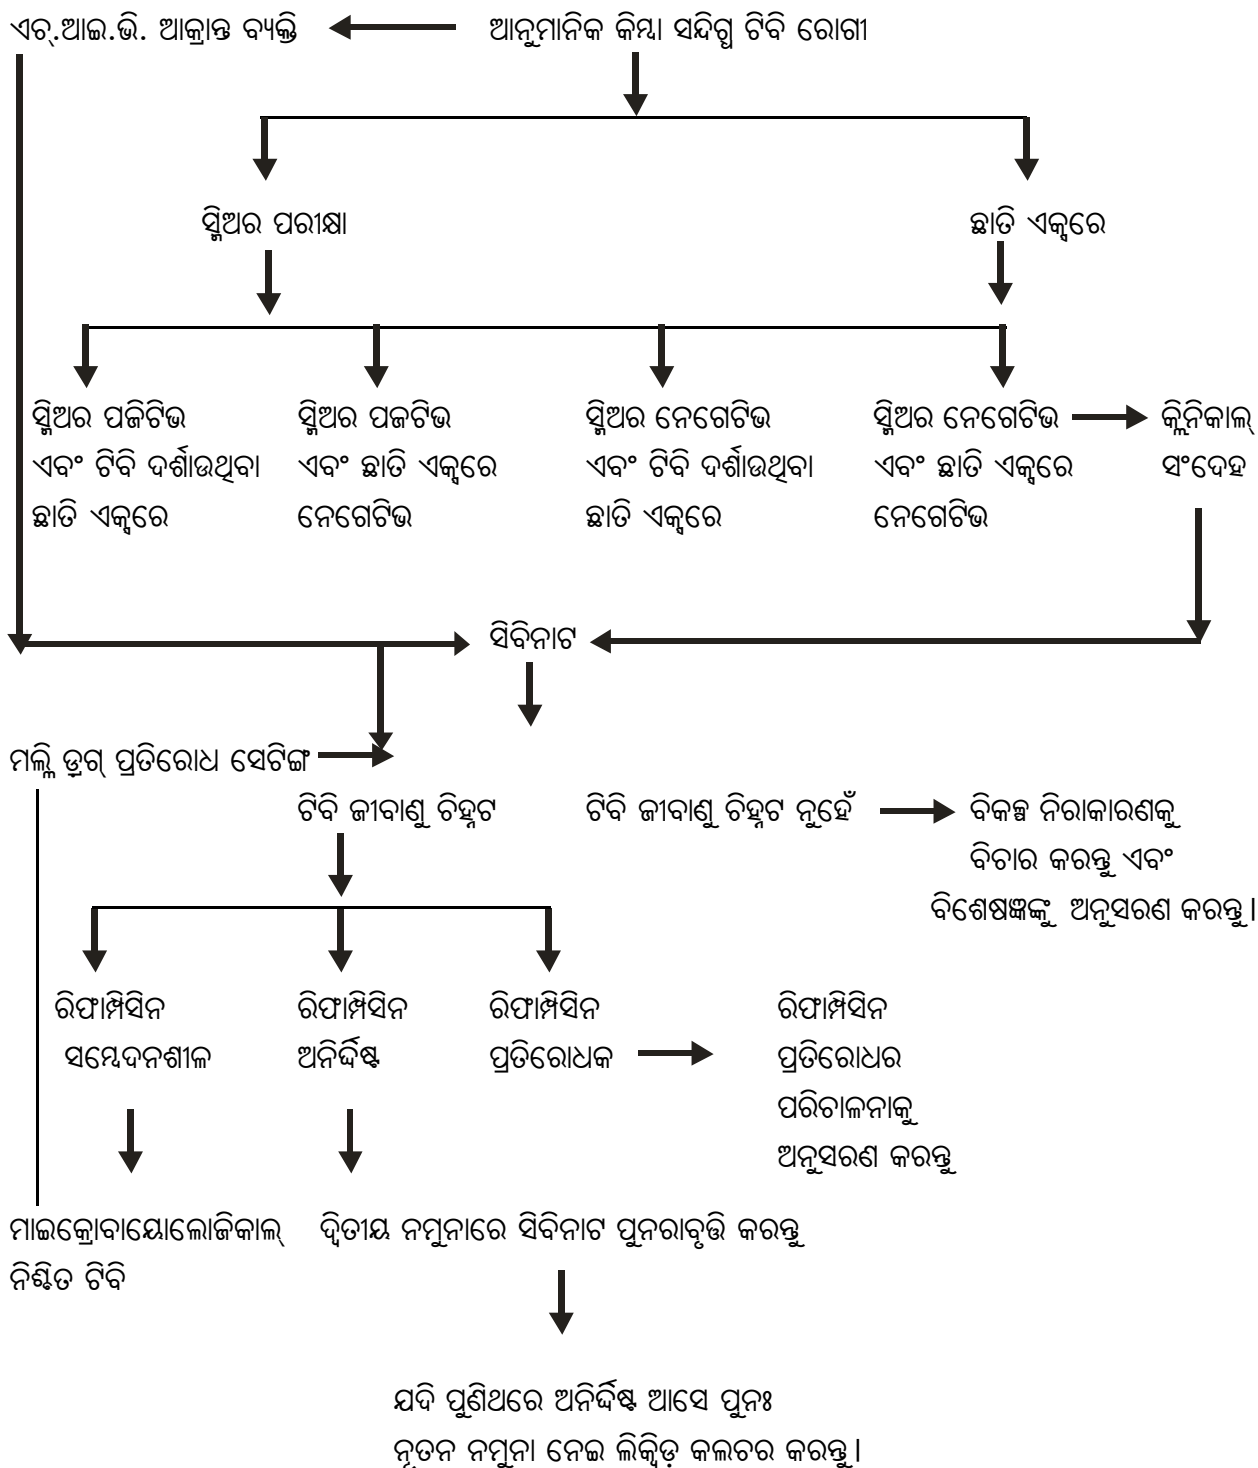 ଏଚ୍.ଆଇ.ଭି. ଆକ୍ରାନ୍ତ ବ୍ୟକ୍ତି
ଆନୁମାନିକ କିମ୍ବା ସନ୍ଦିଗ୍ଧ ଟିବି ରୋଗୀ
ସ୍ମିଅର ପରୀକ୍ଷା
ଛାତି ଏକ୍ସରେ
ସ୍ମିଅର ପଜିଟିଭ
ଏବଂ ଟିବି ଦର୍ଶାଉଥିବା
ଛାତି ଏକ୍ସରେ
ସ୍ମିଅର ପଜଟିଭ
ଏବଂ ଛାତି ଏକ୍ସରେ
ନେଗେଟିଭ
ସ୍ମିଅର ନେଗେଟିଭ
ଏବଂ ଟିବି ଦର୍ଶାଉଥିବା
ଛାତି ଏକ୍ସରେ
ସ୍ମିଅର ନେଗେଟିଭ
ଏବଂ ଛାତି ଏକ୍ସରେ
ନେଗେଟିଭ
କ୍ଲିନିକାଲ୍
ସଂଦେହ
ସିବିନାଟ
ମଲ୍ଲି ଡ୍ରଗ୍ ପ୍ରତିରୋଧ ସେଟିଙ୍ଗ
ଟିବି ଜୀବାଣୁ ଚିହ୍ନଟ
ଟିବି ଜୀବାଣୁ ଚିହ୍ନଟ ନୁହେଁ
ବିକଳ୍ପ ନିରାକାରଣକୁ
ବିଚାର କରନ୍ତୁ ଏବଂ
ବିଶେଷଜ୍ଞଙ୍କୁ ଅନୁସରଣ କରନ୍ତୁ।
ରିଫାମ୍ପିସିନ
ସମ୍ବେଦନଶୀଳ
ରିଫାମ୍ପିସିନ
ଅନିର୍ଦ୍ଦିଷ୍ଟ
ରିଫାମ୍ପିସିନ
ପ୍ରତିରୋଧକ
ରିଫାମ୍ପିସିନ
ପ୍ରତିରୋଧର
ପରିଚାଳନାକୁ
ଅନୁସରଣ କରନ୍ତୁ
ମାଇକ୍ରୋବାୟୋଲୋଜିକାଲ୍
ନିଶ୍ଚିତ ଟିବି
ଦ୍ଵିତୀୟ ନମୁନାରେ ସିବିନାଟ ପୁନରାବୃତ୍ତି କରନ୍ତୁ
ଯଦି ପୁଣିଥରେ ଅନିର୍ଦ୍ଦିଷ୍ଟ ଆସେ ପୁନଃ
ନୂତନ ନମୁନା ନେଇ ଲିକ୍ୱିଡ଼ କଲଚର କରନ୍ତୁ।